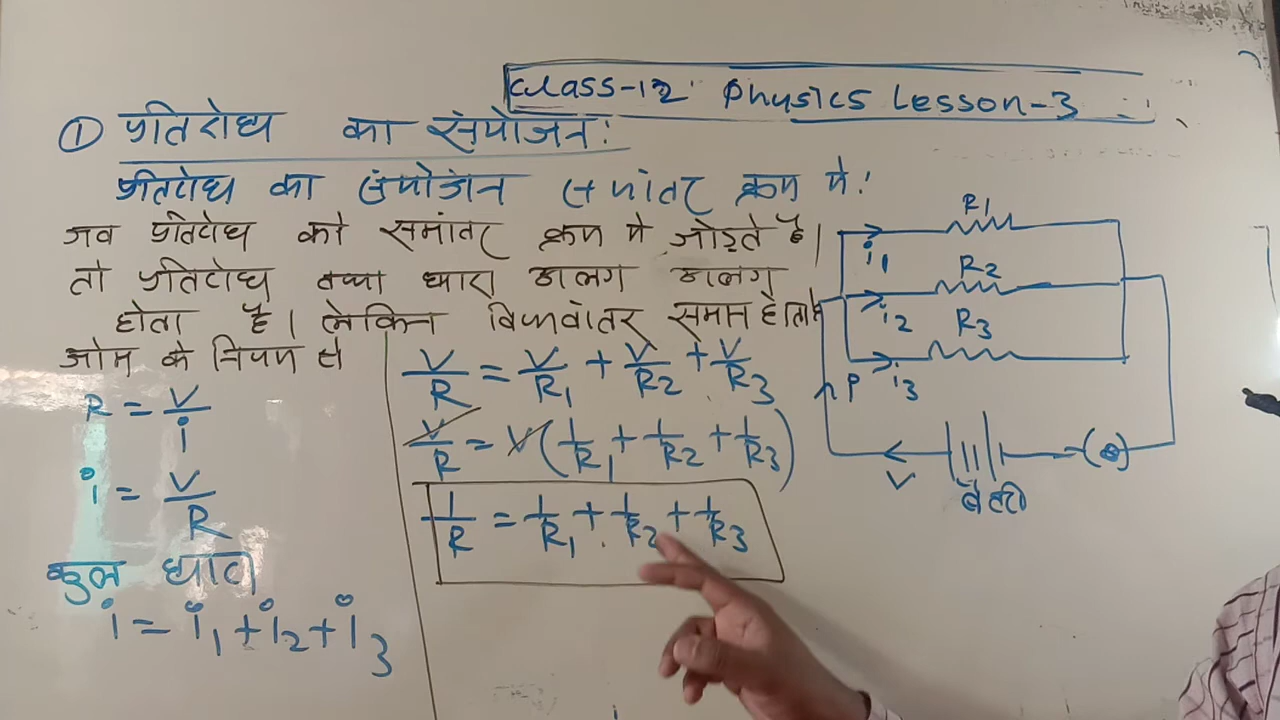 Class-12 Physics Lesson-3
① प्रतिरोध का संयोजन:
प्रतिरोध का संयोजन समांतर क्रम मे:
जब प्रतिरोध को समांतर क्रम मे जोड़ते है।
तो प्रतिरोध तथा धारा अलग अलग
होता है। लेकिन विभवांतर समान होता है
ओम के नियम से
R = V/i
i = V/R
कुल धारा
i = i₁ + i₂ + i₃
V/R = V/R₁ + V/R₂ + V/R₃
V/R = V(1/R₁ + 1/R₂ + 1/R₃)
1/R = 1/R₁ + 1/R₂ + 1/R₃
R₁
i₁
R₂
i₂
R₃
P i₃
V
बैटरी